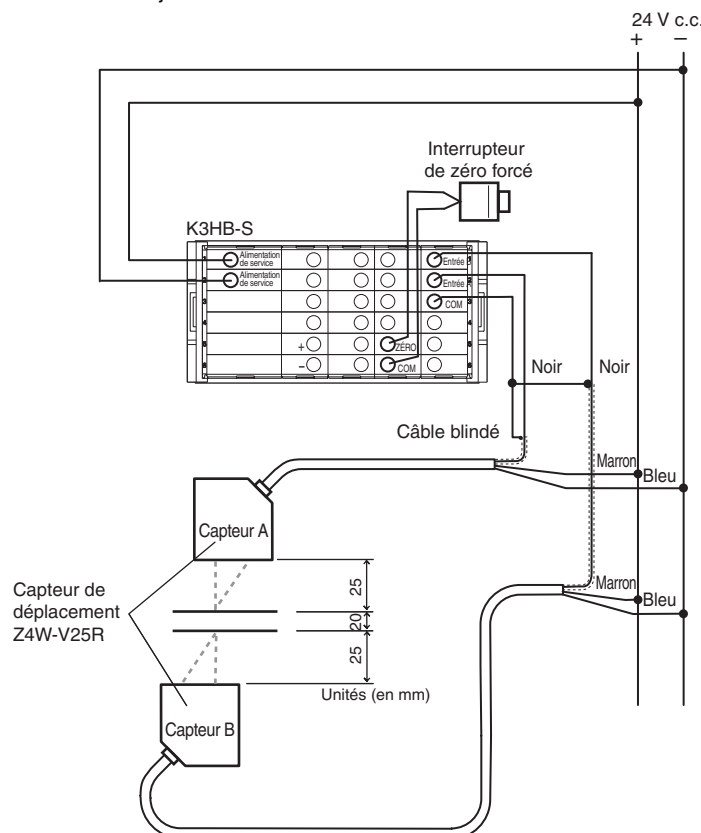 24 V c.c.
+ −
Interrupteur
de zéro forcé
K3HB-S
Alimentation
de service
Entrée
Alimentation
de service
Entrée
COM
+
ZÉRO
−
COM
Noir
Noir
Câble blindé
Marron
Bleu
Capteur A
25
Capteur de
déplacement
Z4W-V25R
20
Marron
Bleu
25
Unités (en mm)
Capteur B